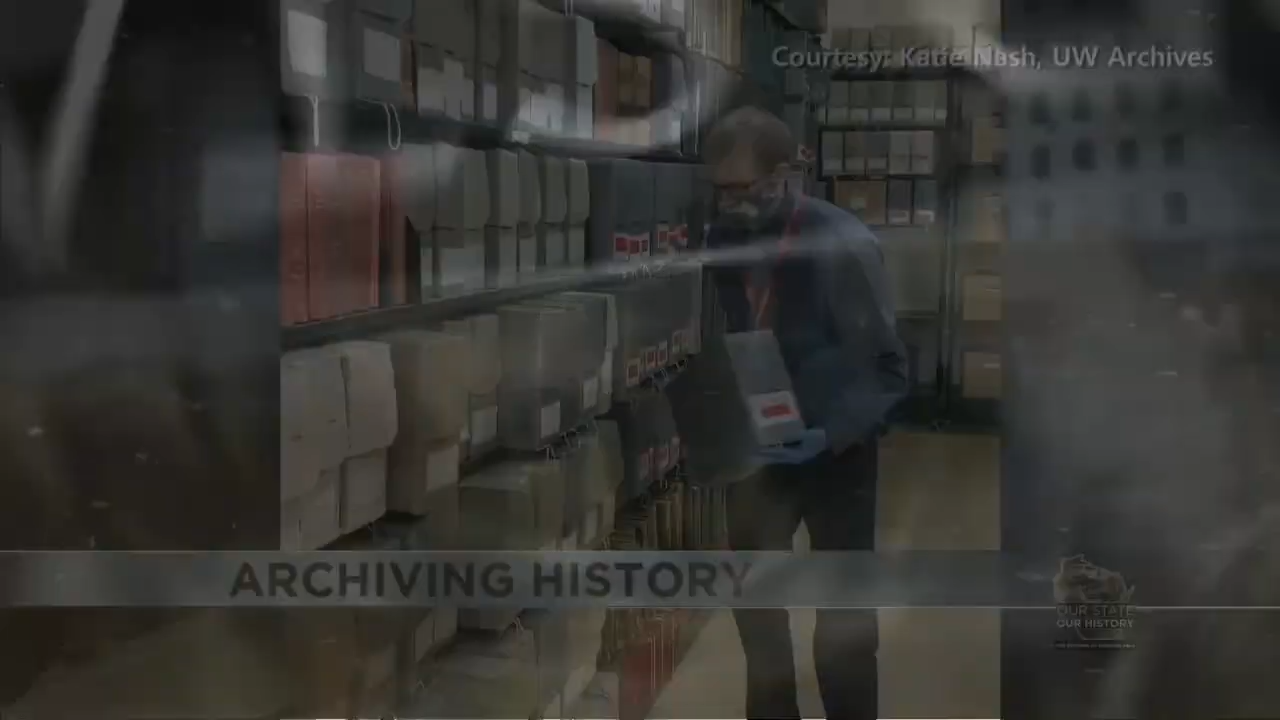 Courtesy: Katie Nash, UW Archives
ARCHIVING HISTORY
OUR STATE
OUR HISTORY